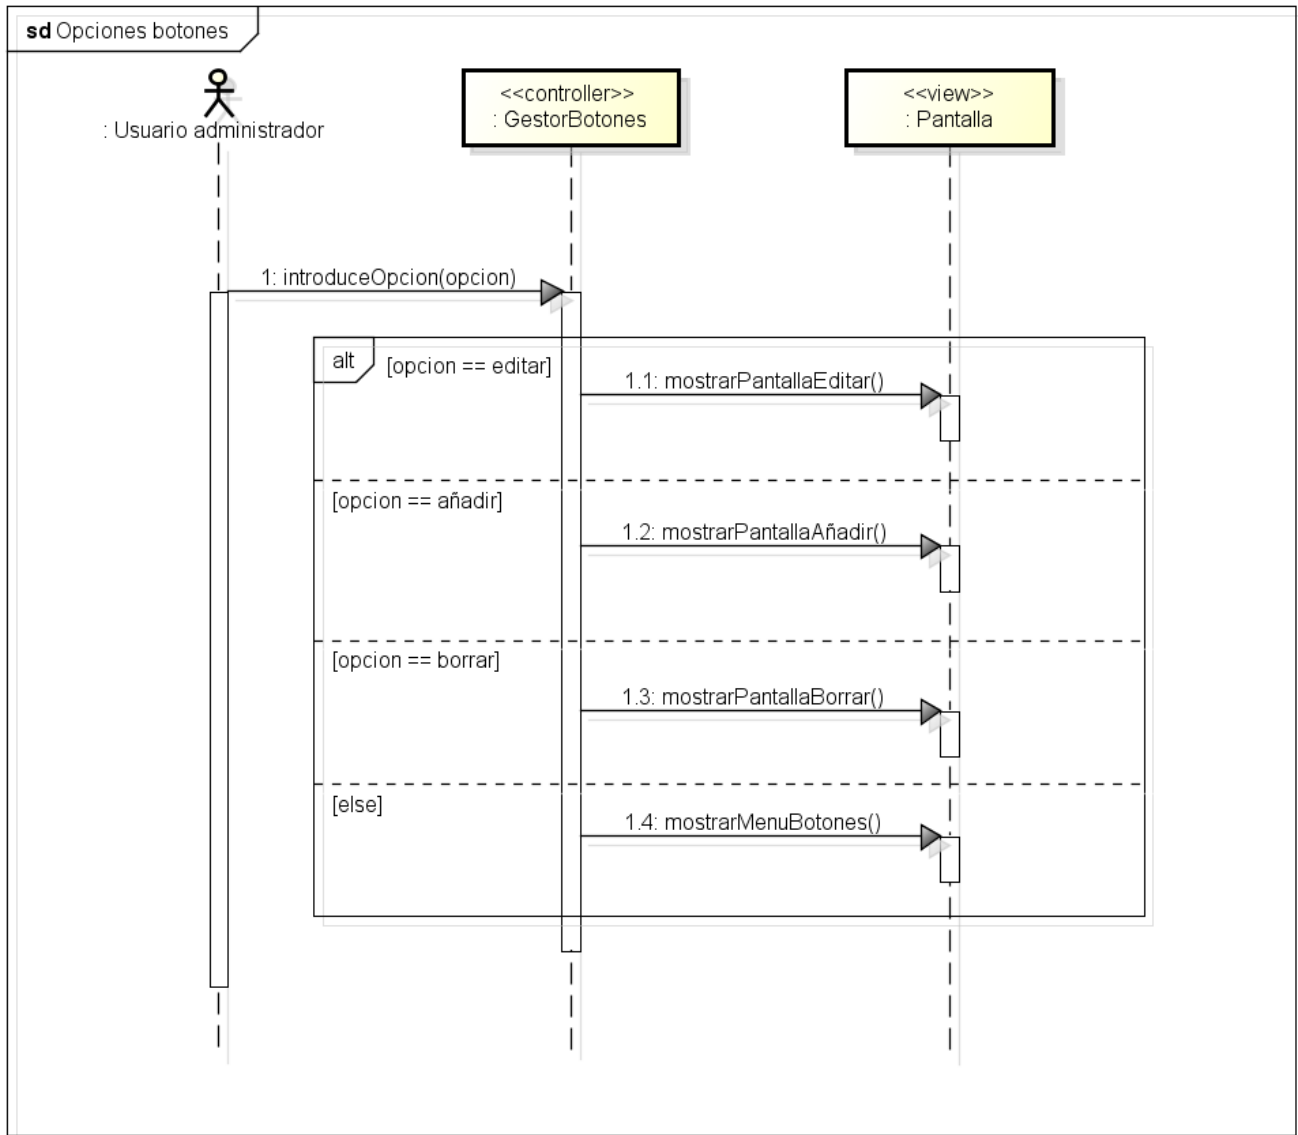 sd Opciones botones
: Usuario administrador
<<controller>>
: GestorBotones
<<view>>
: Pantalla
1: introduceOpcion(opcion)
alt
[opcion == editar]
1.1: mostrarPantallaEditar()
[opcion == añadir]
1.2: mostrarPantallaAñadir()
[opcion == borrar]
1.3: mostrarPantallaBorrar()
[else]
1.4: mostrarMenuBotones()